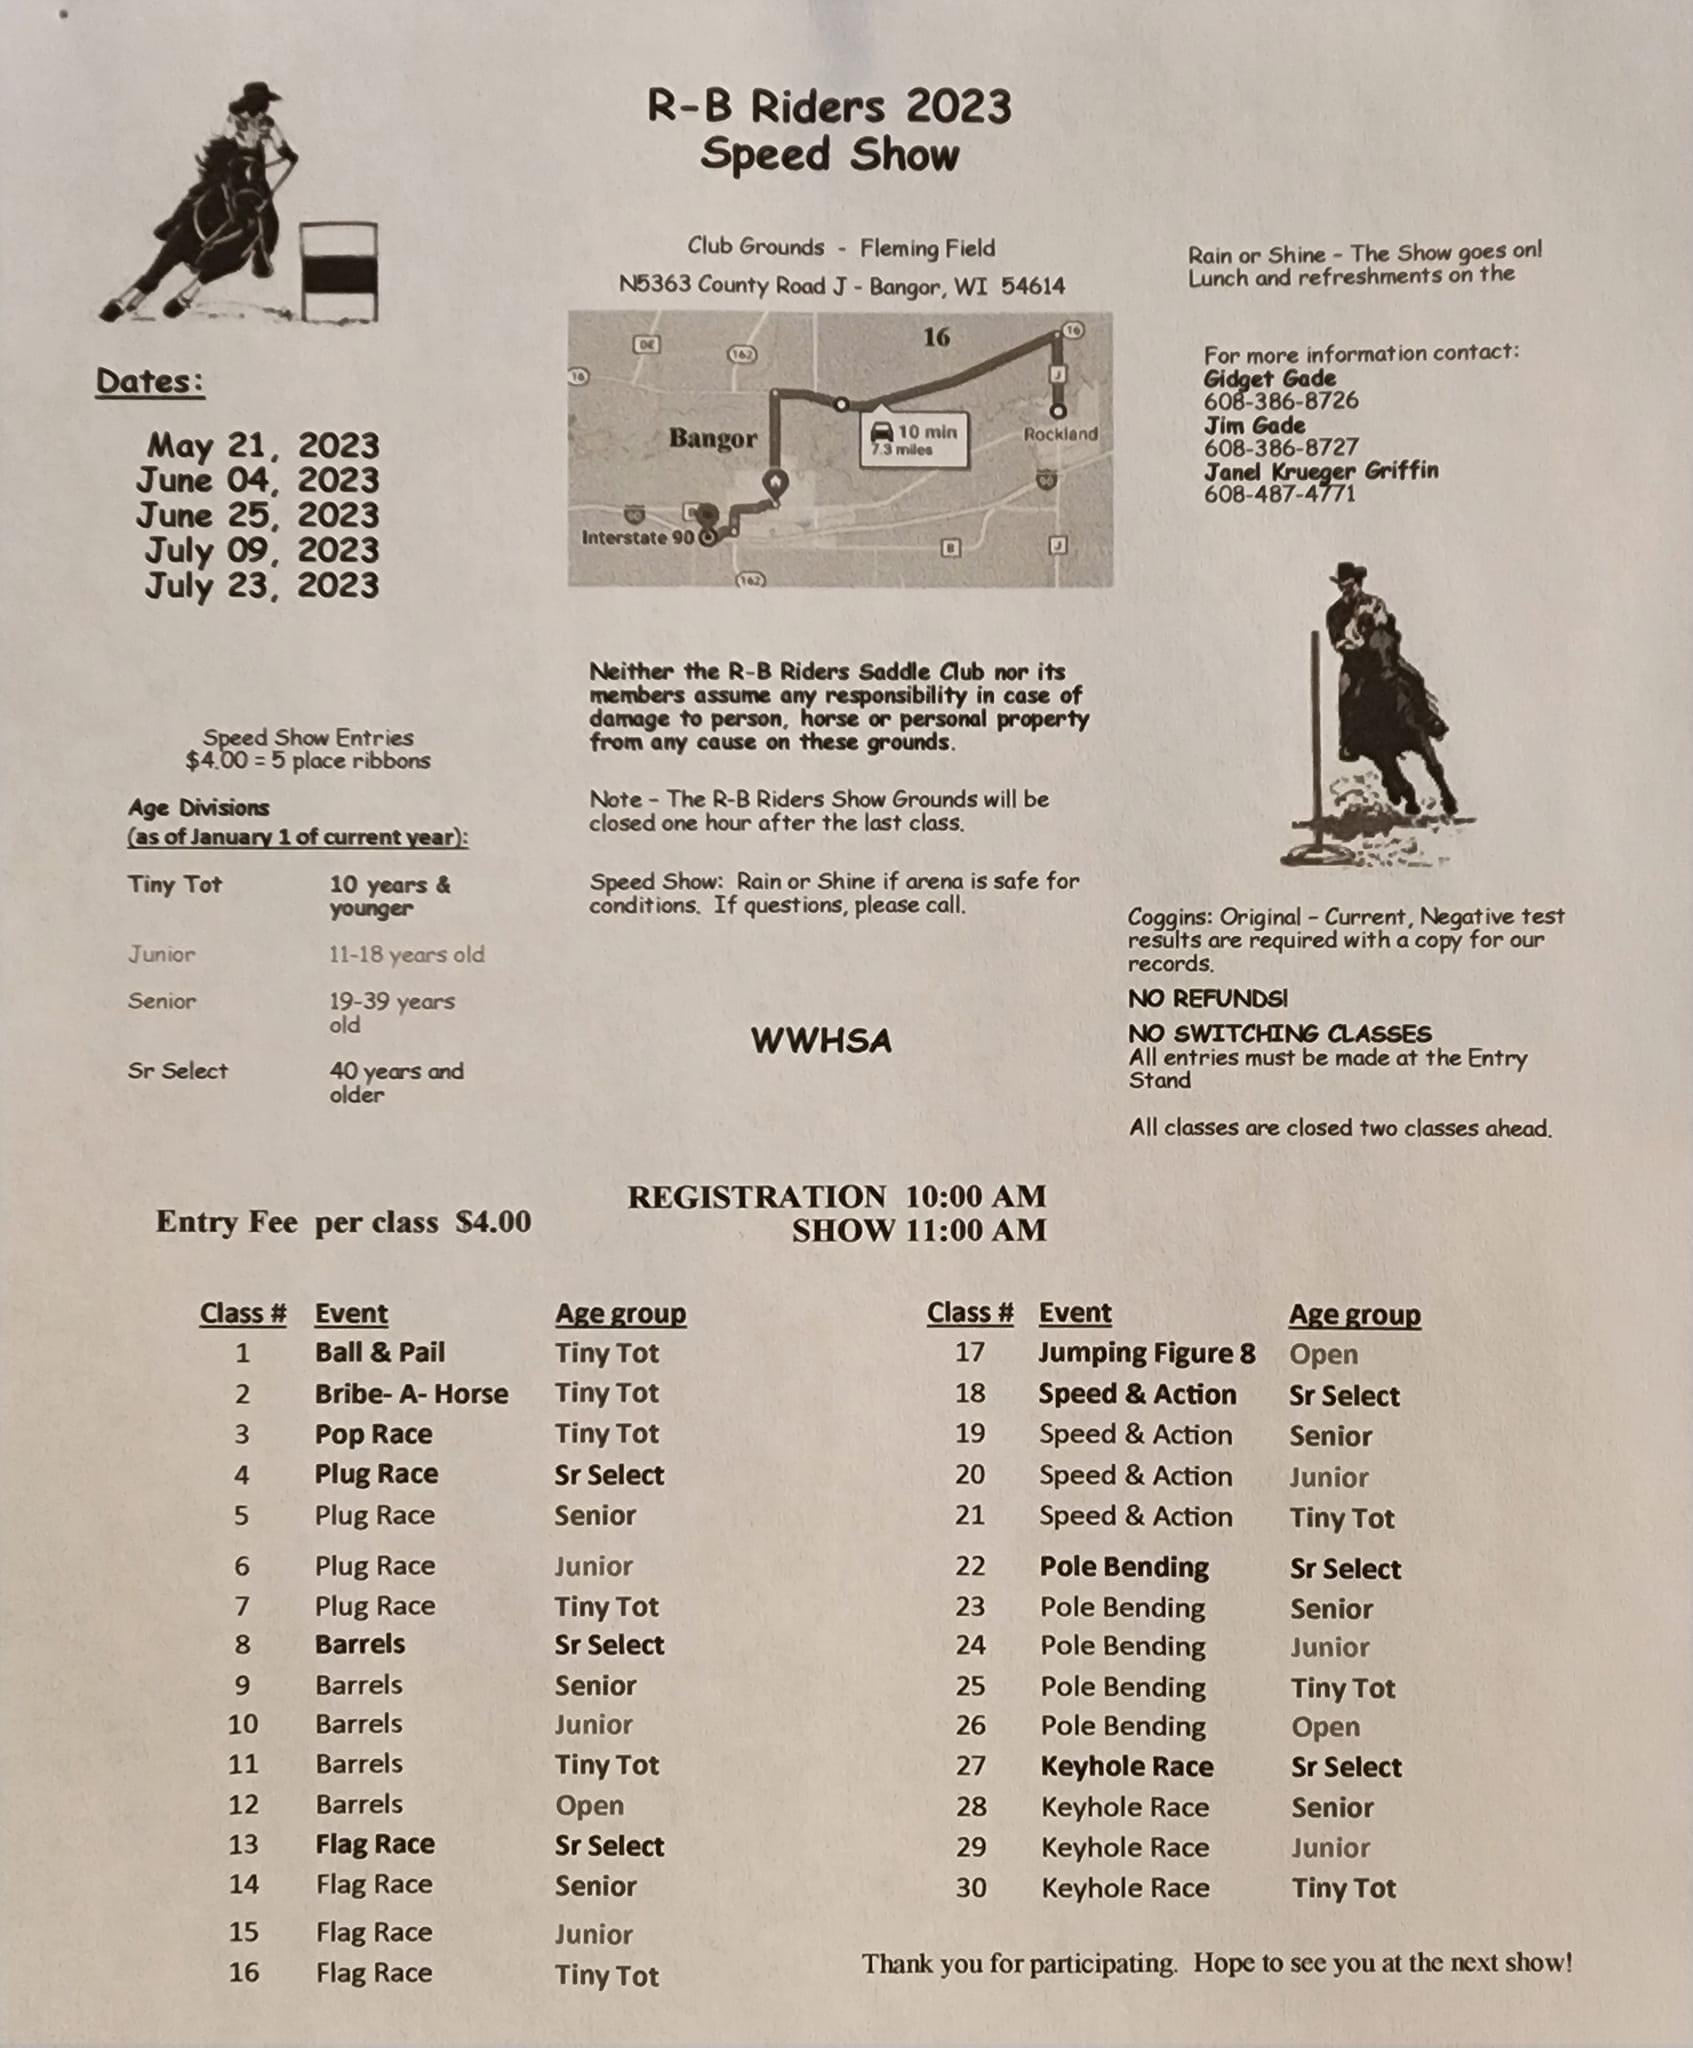 R-B Riders 2023
Speed Show
Club Grounds - Fleming Field
N5363 County Road J - Bangor, WI 54614
Rain or Shine - The Show goes on!
Lunch and refreshments on the
DE
162
16
16
16
J
Bangor
10 min
7.3 miles
Rockland
90
90
B
Interstate 90
B
J
162
For more information contact:
Gidget Gade
608-386-8726
Jim Gade
608-386-8727
Janel Krueger Griffin
608-487-4771
Dates:
May 21, 2023
June 04, 2023
June 25, 2023
July 09, 2023
July 23, 2023
Speed Show Entries
$4.00 = 5 place ribbons
Age Divisions
(as of January 1 of current year):
Tiny Tot 10 years &
younger
Junior 11-18 years old
Senior 19-39 years
old
Sr Select 40 years and
older
Neither the R-B Riders Saddle Club nor its
members assume any responsibility in case of
damage to person, horse or personal property
from any cause on these grounds.
Note - The R-B Riders Show Grounds will be
closed one hour after the last class.
Speed Show: Rain or Shine if arena is safe for
conditions. If questions, please call.
WWHSA
Coggins: Original - Current, Negative test
results are required with a copy for our
records.
NO REFUNDS!
NO SWITCHING CLASSES
All entries must be made at the Entry
Stand
All classes are closed two classes ahead.
Entry Fee per class $4.00
REGISTRATION 10:00 AM
SHOW 11:00 AM
Class # Event Age group
1 Ball & Pail Tiny Tot
2 Bribe- A- Horse Tiny Tot
3 Pop Race Tiny Tot
4 Plug Race Sr Select
5 Plug Race Senior
6 Plug Race Junior
7 Plug Race Tiny Tot
8 Barrels Sr Select
9 Barrels Senior
10 Barrels Junior
11 Barrels Tiny Tot
12 Barrels Open
13 Flag Race Sr Select
14 Flag Race Senior
15 Flag Race Junior
16 Flag Race Tiny Tot
Class # Event Age group
17 Jumping Figure 8 Open
18 Speed & Action Sr Select
19 Speed & Action Senior
20 Speed & Action Junior
21 Speed & Action Tiny Tot
22 Pole Bending Sr Select
23 Pole Bending Senior
24 Pole Bending Junior
25 Pole Bending Tiny Tot
26 Pole Bending Open
27 Keyhole Race Sr Select
28 Keyhole Race Senior
29 Keyhole Race Junior
30 Keyhole Race Tiny Tot
Thank you for participating. Hope to see you at the next show!